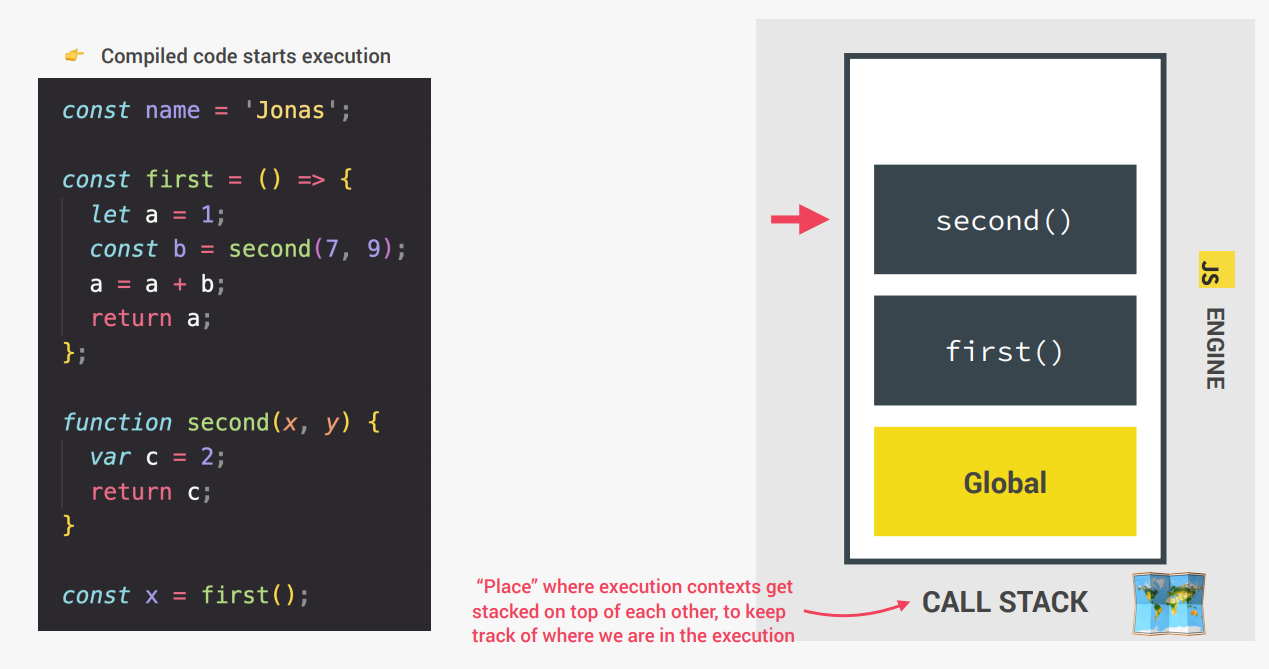 👉 Compiled code starts execution
const name = 'Jonas';
const first = () => {
  let a = 1;
  const b = second(7, 9);
  a = a + b;
  return a;
};
function second(x, y) {
  var c = 2;
  return c;
}
const x = first();
second()
first()
Global
“Place” where execution contexts get
stacked on top of each other, to keep
track of where we are in the execution
CALL STACK
JS ENGINE